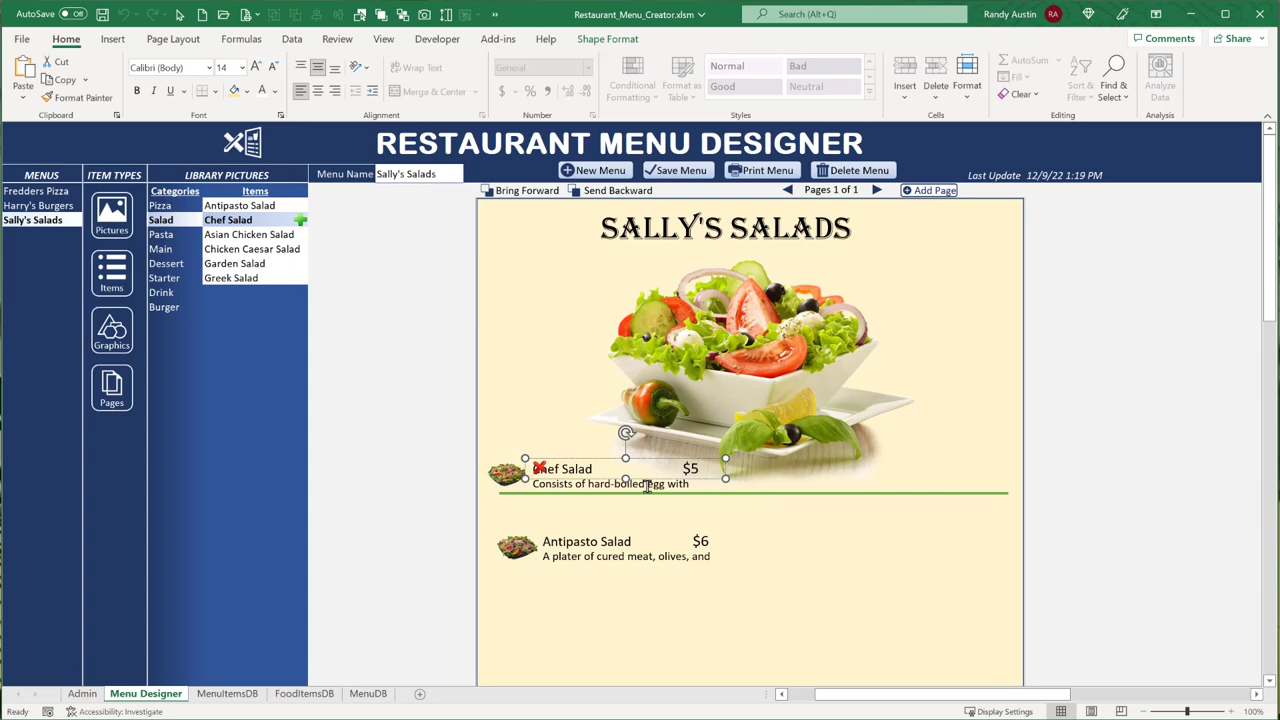 AutoSave Off
Restaurant_Menu_Creator.xlsm
Search (Alt+Q)
Randy Austin RA
File Home Insert Page Layout Formulas Data Review View Developer Add-ins Help Shape Format
Comments Share
Paste
Cut
Copy
Format Painter
Clipboard
Calibri (Body) 14
B I U
Font
Wrap Text
Merge & Center
Alignment
General
$ % 9
Number
Conditional Formatting
Format as Table
Normal Bad
Good Neutral
Styles
Insert Delete Format
Cells
AutoSum
Fill
Clear
Sort & Filter
Find & Select
Editing
Analyze Data
Analysis
RESTAURANT MENU DESIGNER
MENUS ITEM TYPES LIBRARY PICTURES Menu Name Sally's Salads
New Menu Save Menu Print Menu Delete Menu
Last Update 12/9/22 1:19 PM
Fredders Pizza
Harry's Burgers
Sally's Salads
Pictures
Items
Graphics
Pages
Categories Items
Pizza Antipasto Salad
Salad Chef Salad
Pasta Asian Chicken Salad
Main Chicken Caesar Salad
Dessert Garden Salad
Starter Greek Salad
Drink
Burger
Bring Forward Send Backward Pages 1 of 1 Add Page
SALLY'S SALADS
Chef Salad $5
Consists of hard-boiled egg with
Antipasto Salad $6
A plater of cured meat, olives, and
Admin Menu Designer MenuItemsDB FoodItemsDB MenuDB
Ready Accessibility: Investigate Display Settings 100%